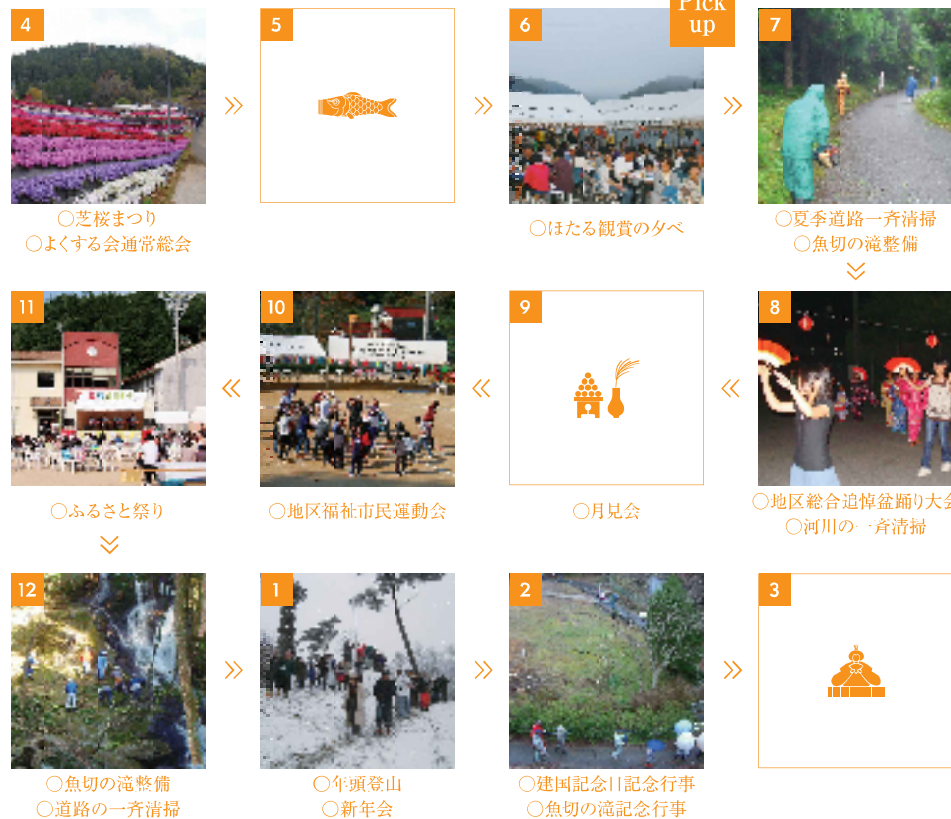 4
○芝桜まつり
○よくする会通常総会
5
Pick
up
6
○ほたる観賞の夕べ
7
○夏季道路一斉清掃
○魚切の滝整備
8
○地区総合追悼盆踊り大会
○河川の一斉清掃
9
○月見会
10
○地区福祉市民運動会
11
○ふるさと祭り
12
○魚切の滝整備
○道路の一斉清掃
1
○年頭登山
○新年会
2
○建国記念日記念行事
○魚切の滝記念行事
3